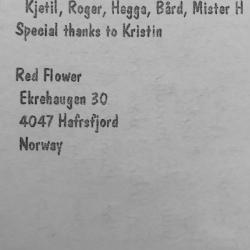 Kjetil, Roger, Hegga, Bård, Mister H
Special thanks to Kristin
Red Flower
Ekrehaugen 30
4047 Hafrsfjord
Norway